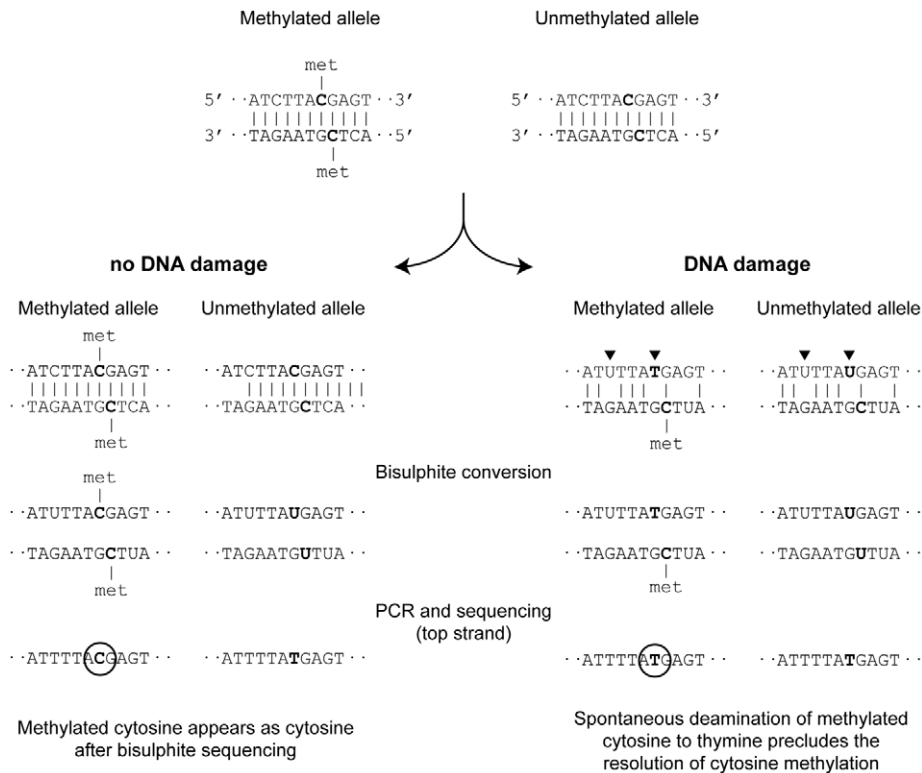 Methylated allele Unmethylated allele
met
5′ ··ATCTTACGAGT··3′ 5′ ··ATCTTACGAGT··3′
3′ ··TAGAATGCTCA··5′ 3′ ··TAGAATGCTCA··5′
met
no DNA damage DNA damage
Methylated allele Unmethylated allele Methylated allele Unmethylated allele
met
··ATCTTACGAGT·· ··ATCTTACGAGT·· ··ATUTTATGAGT·· ··ATUTTAUGAGT··
··TAGAATGCTCA·· ··TAGAATGCTCA·· ··TAGAATGCTUA·· ··TAGAATGCTUA··
met met
Bisulphite conversion
met
··ATUTTACGAGT·· ··ATUTTAUGAGT·· ··ATUTTATGAGT·· ··ATUTTAUGAGT··
··TAGAATGCTUA·· ··TAGAATGUTUA·· ··TAGAATGCTUA·· ··TAGAATGUTUA··
met met
PCR and sequencing
(top strand)
··ATTTTACGAGT·· ··ATTTTATGAGT·· ··ATTTTATGAGT·· ··ATTTTATGAGT··
Methylated cytosine appears as cytosine
after bisulphite sequencing
Spontaneous deamination of methylated
cytosine to thymine precludes the
resolution of cytosine methylation